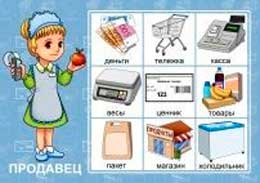 деньги тележка касса
весы ценник товары
123
ПРОДУКТЫ
ПРОДАВЕЦ
пакет магазин холодильник